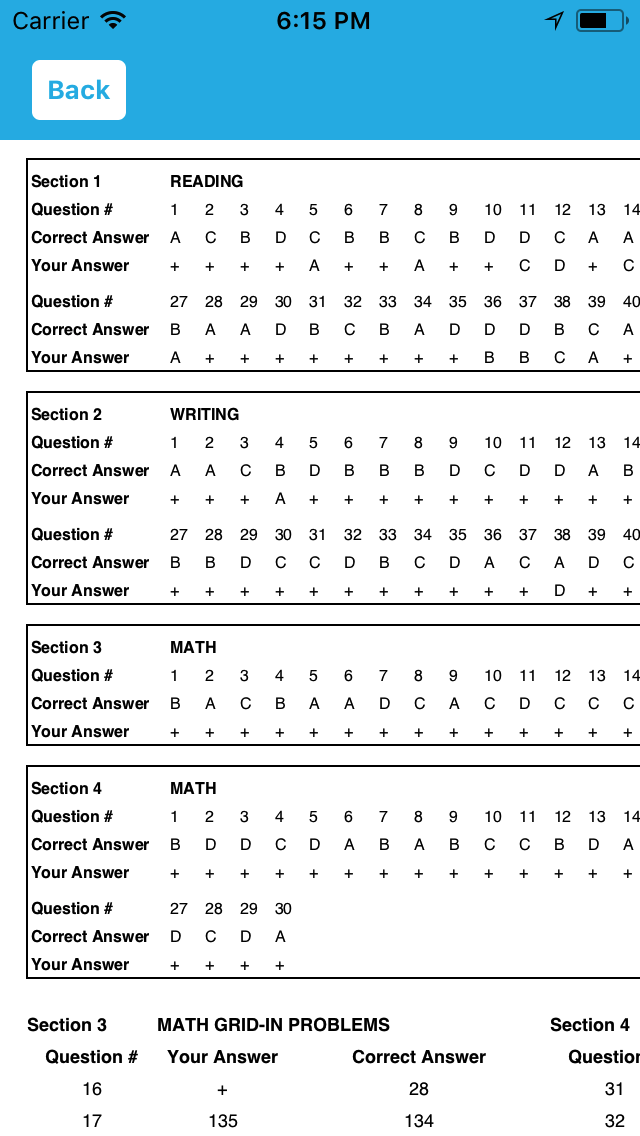 Carrier 6:15 PM
Back
Section 1 READING
Question # 1 2 3 4 5 6 7 8 9 10 11 12 13 14
Correct Answer A C B D C B B C B D D C A A
Your Answer + + + + A + + A + + C D + C
Question # 27 28 29 30 31 32 33 34 35 36 37 38 39 40
Correct Answer B A A D B C B A D D D B C A
Your Answer A + + + + + + + + B B C A +
Section 2 WRITING
Question # 1 2 3 4 5 6 7 8 9 10 11 12 13 14
Correct Answer A A C B D B B B D C D D A B
Your Answer + + + A + + + + + + + + + +
Question # 27 28 29 30 31 32 33 34 35 36 37 38 39 40
Correct Answer B B D C C D B C D A C A D C
Your Answer + + + + + + + + + + + D + +
Section 3 MATH
Question # 1 2 3 4 5 6 7 8 9 10 11 12 13 14
Correct Answer B A C B A A D C A C D C C C
Your Answer + + + + + + + + + + + + + +
Section 4 MATH
Question # 1 2 3 4 5 6 7 8 9 10 11 12 13 14
Correct Answer B D D C D A B A B C C B D A
Your Answer + + + + + + + + + + + + + +
Question # 27 28 29 30
Correct Answer D C D A
Your Answer + + + +
Section 3 MATH GRID-IN PROBLEMS Section 4
Question # Your Answer Correct Answer Question
16 + 28 31
17 135 134 32